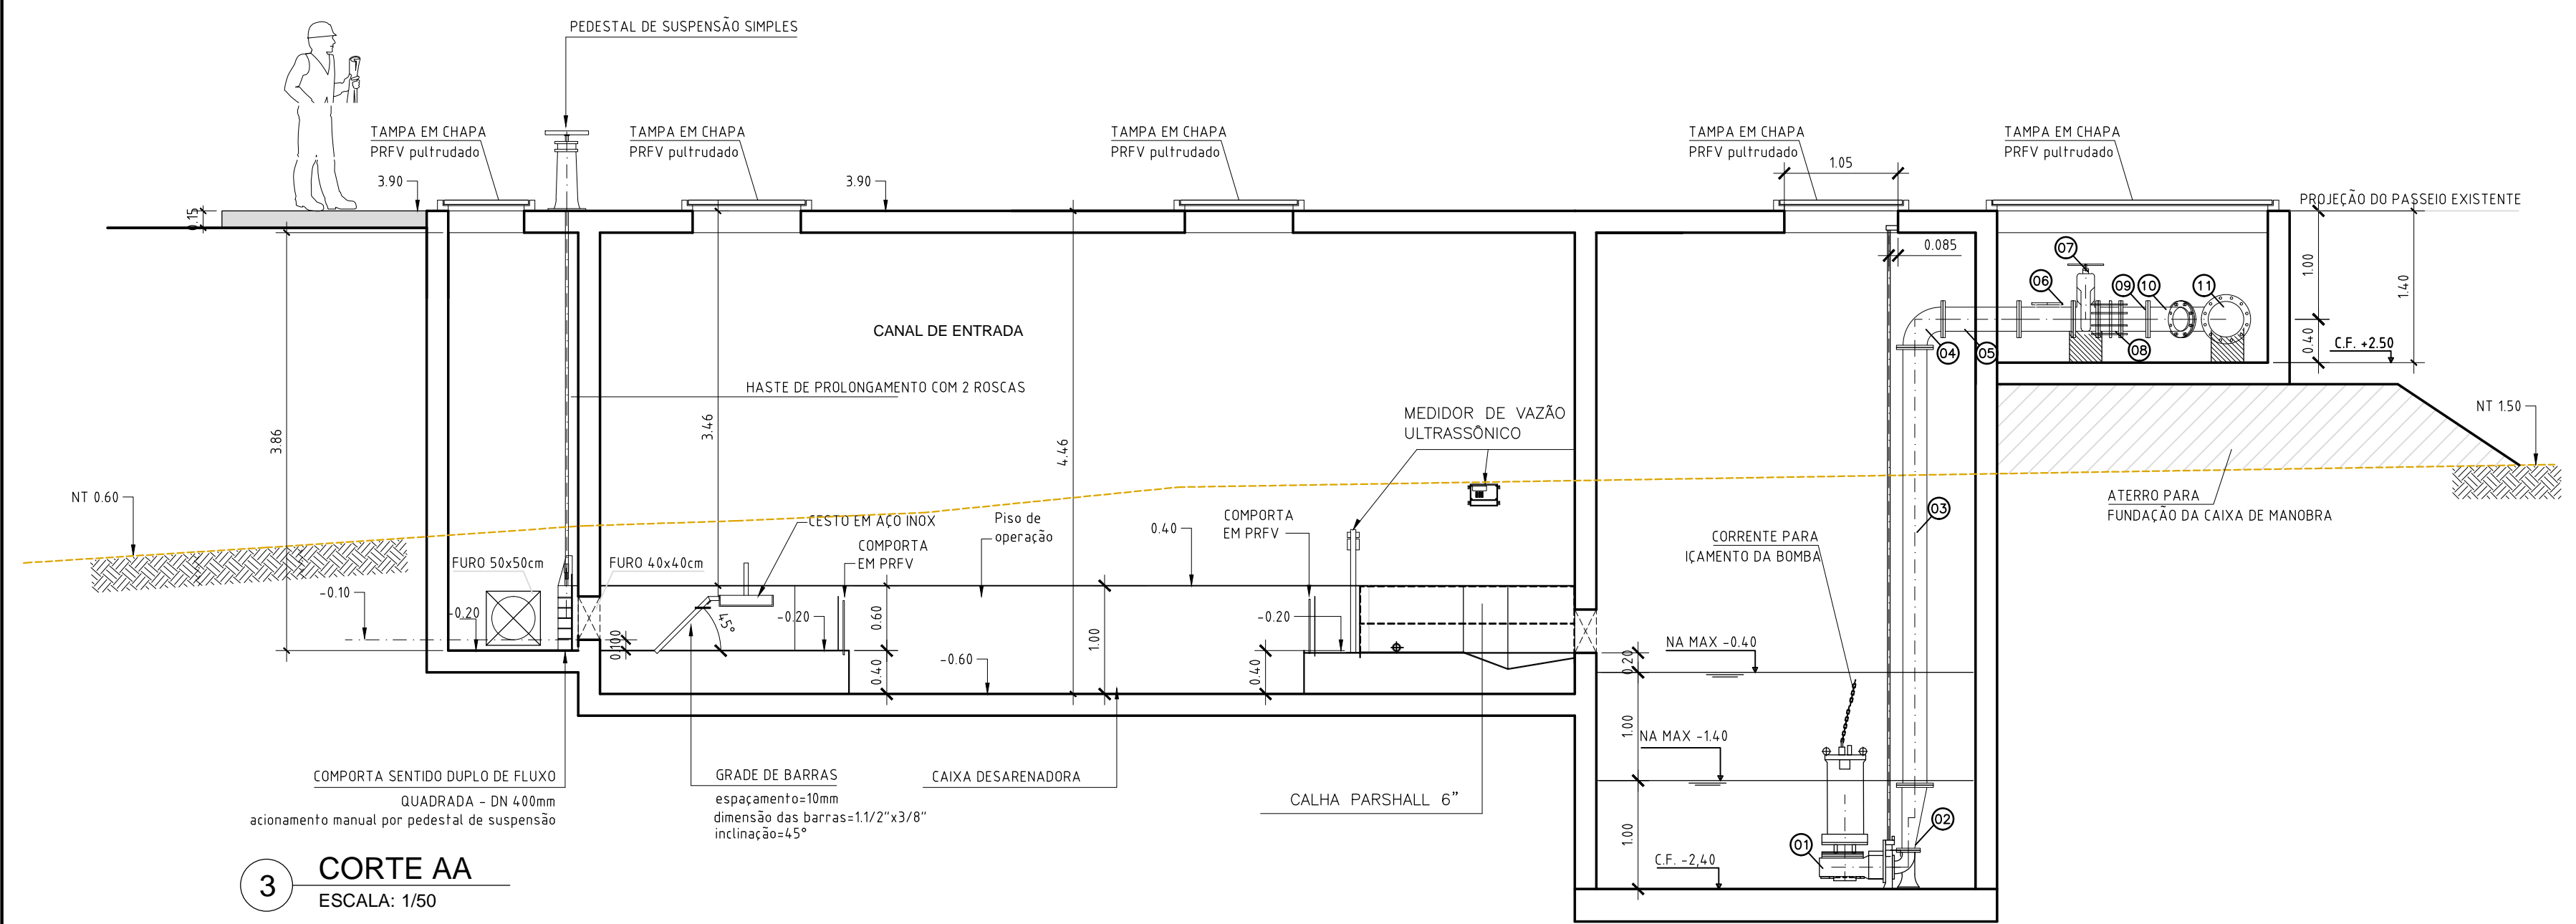 PEDESTAL DE SUSPENSÃO SIMPLES
TAMPA EM CHAPA
PRFV pultrudado
TAMPA EM CHAPA
PRFV pultrudado
TAMPA EM CHAPA
PRFV pultrudado
TAMPA EM CHAPA
PRFV pultrudado
TAMPA EM CHAPA
PRFV pultrudado
1.05
3.90
3.90
PROJEÇÃO DO PASSEIO EXISTENTE
0.15
0.085
1.00
1.40
0.40
07
06
09
10
11
04
05
08
C.F. +2.50
CANAL DE ENTRADA
HASTE DE PROLONGAMENTO COM 2 ROSCAS
3.86
3.46
4.46
MEDIDOR DE VAZÃO
ULTRASSÔNICO
NT 1.50
NT 0.60
ATERRO PARA
FUNDAÇÃO DA CAIXA DE MANOBRA
03
CESTO EM AÇO INOX
Piso de
operação
0.40
COMPORTA
EM PRFV
COMPORTA
EM PRFV
CORRENTE PARA
IÇAMENTO DA BOMBA
FURO 50x50cm
FURO 40x40cm
-0.10
-0.20
0.100
45°
-0.20
0.60
1.00
-0.20
-0.60
0.40
0.40
NA MAX -0.40
0.20
1.00
NA MAX -1.40
1.00
C.F. -2,40
01
02
COMPORTA SENTIDO DUPLO DE FLUXO
QUADRADA - DN 400mm
acionamento manual por pedestal de suspensão
GRADE DE BARRAS
espaçamento=10mm
dimensão das barras=1.1/2"x3/8"
inclinação=45°
CAIXA DESARENADORA
CALHA PARSHALL 6"
3
CORTE AA
ESCALA: 1/50